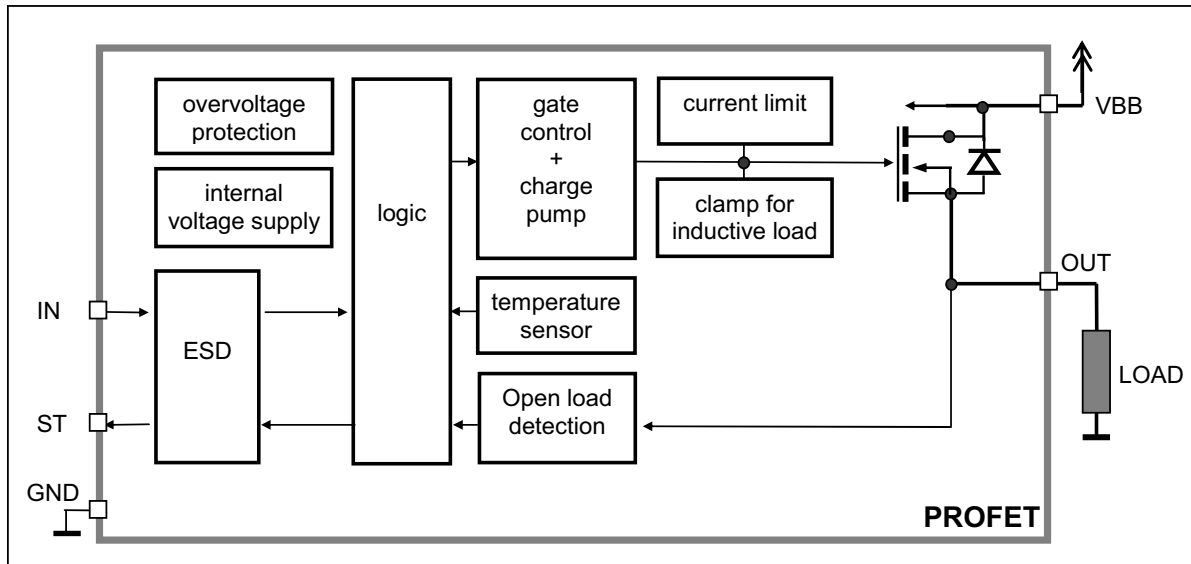 overvoltage
protection
internal
voltage supply
logic
gate
control
+
charge
pump
current limit
clamp for
inductive load
VBB
IN
ESD
temperature
sensor
OUT
LOAD
ST
Open load
detection
GND
PROFET